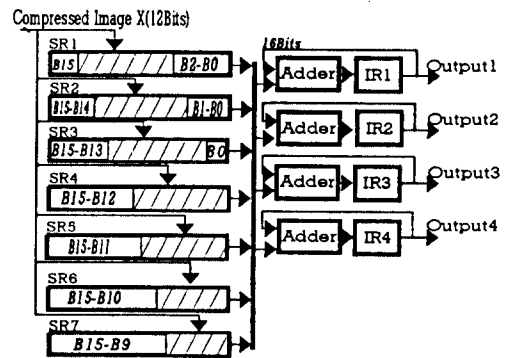 Compressed Image X(12Bits)
SR1
B15
B2-B0
SR2
B15-B14
B1-B0
SR3
B15-B13
B0
SR4
B15-B12
SR5
B15-B11
SR6
B15-B10
SR7
B15-B9
16Bits
Adder
IR1
Output1
Adder
IR2
Output2
Adder
IR3
Output3
Adder
IR4
Output4